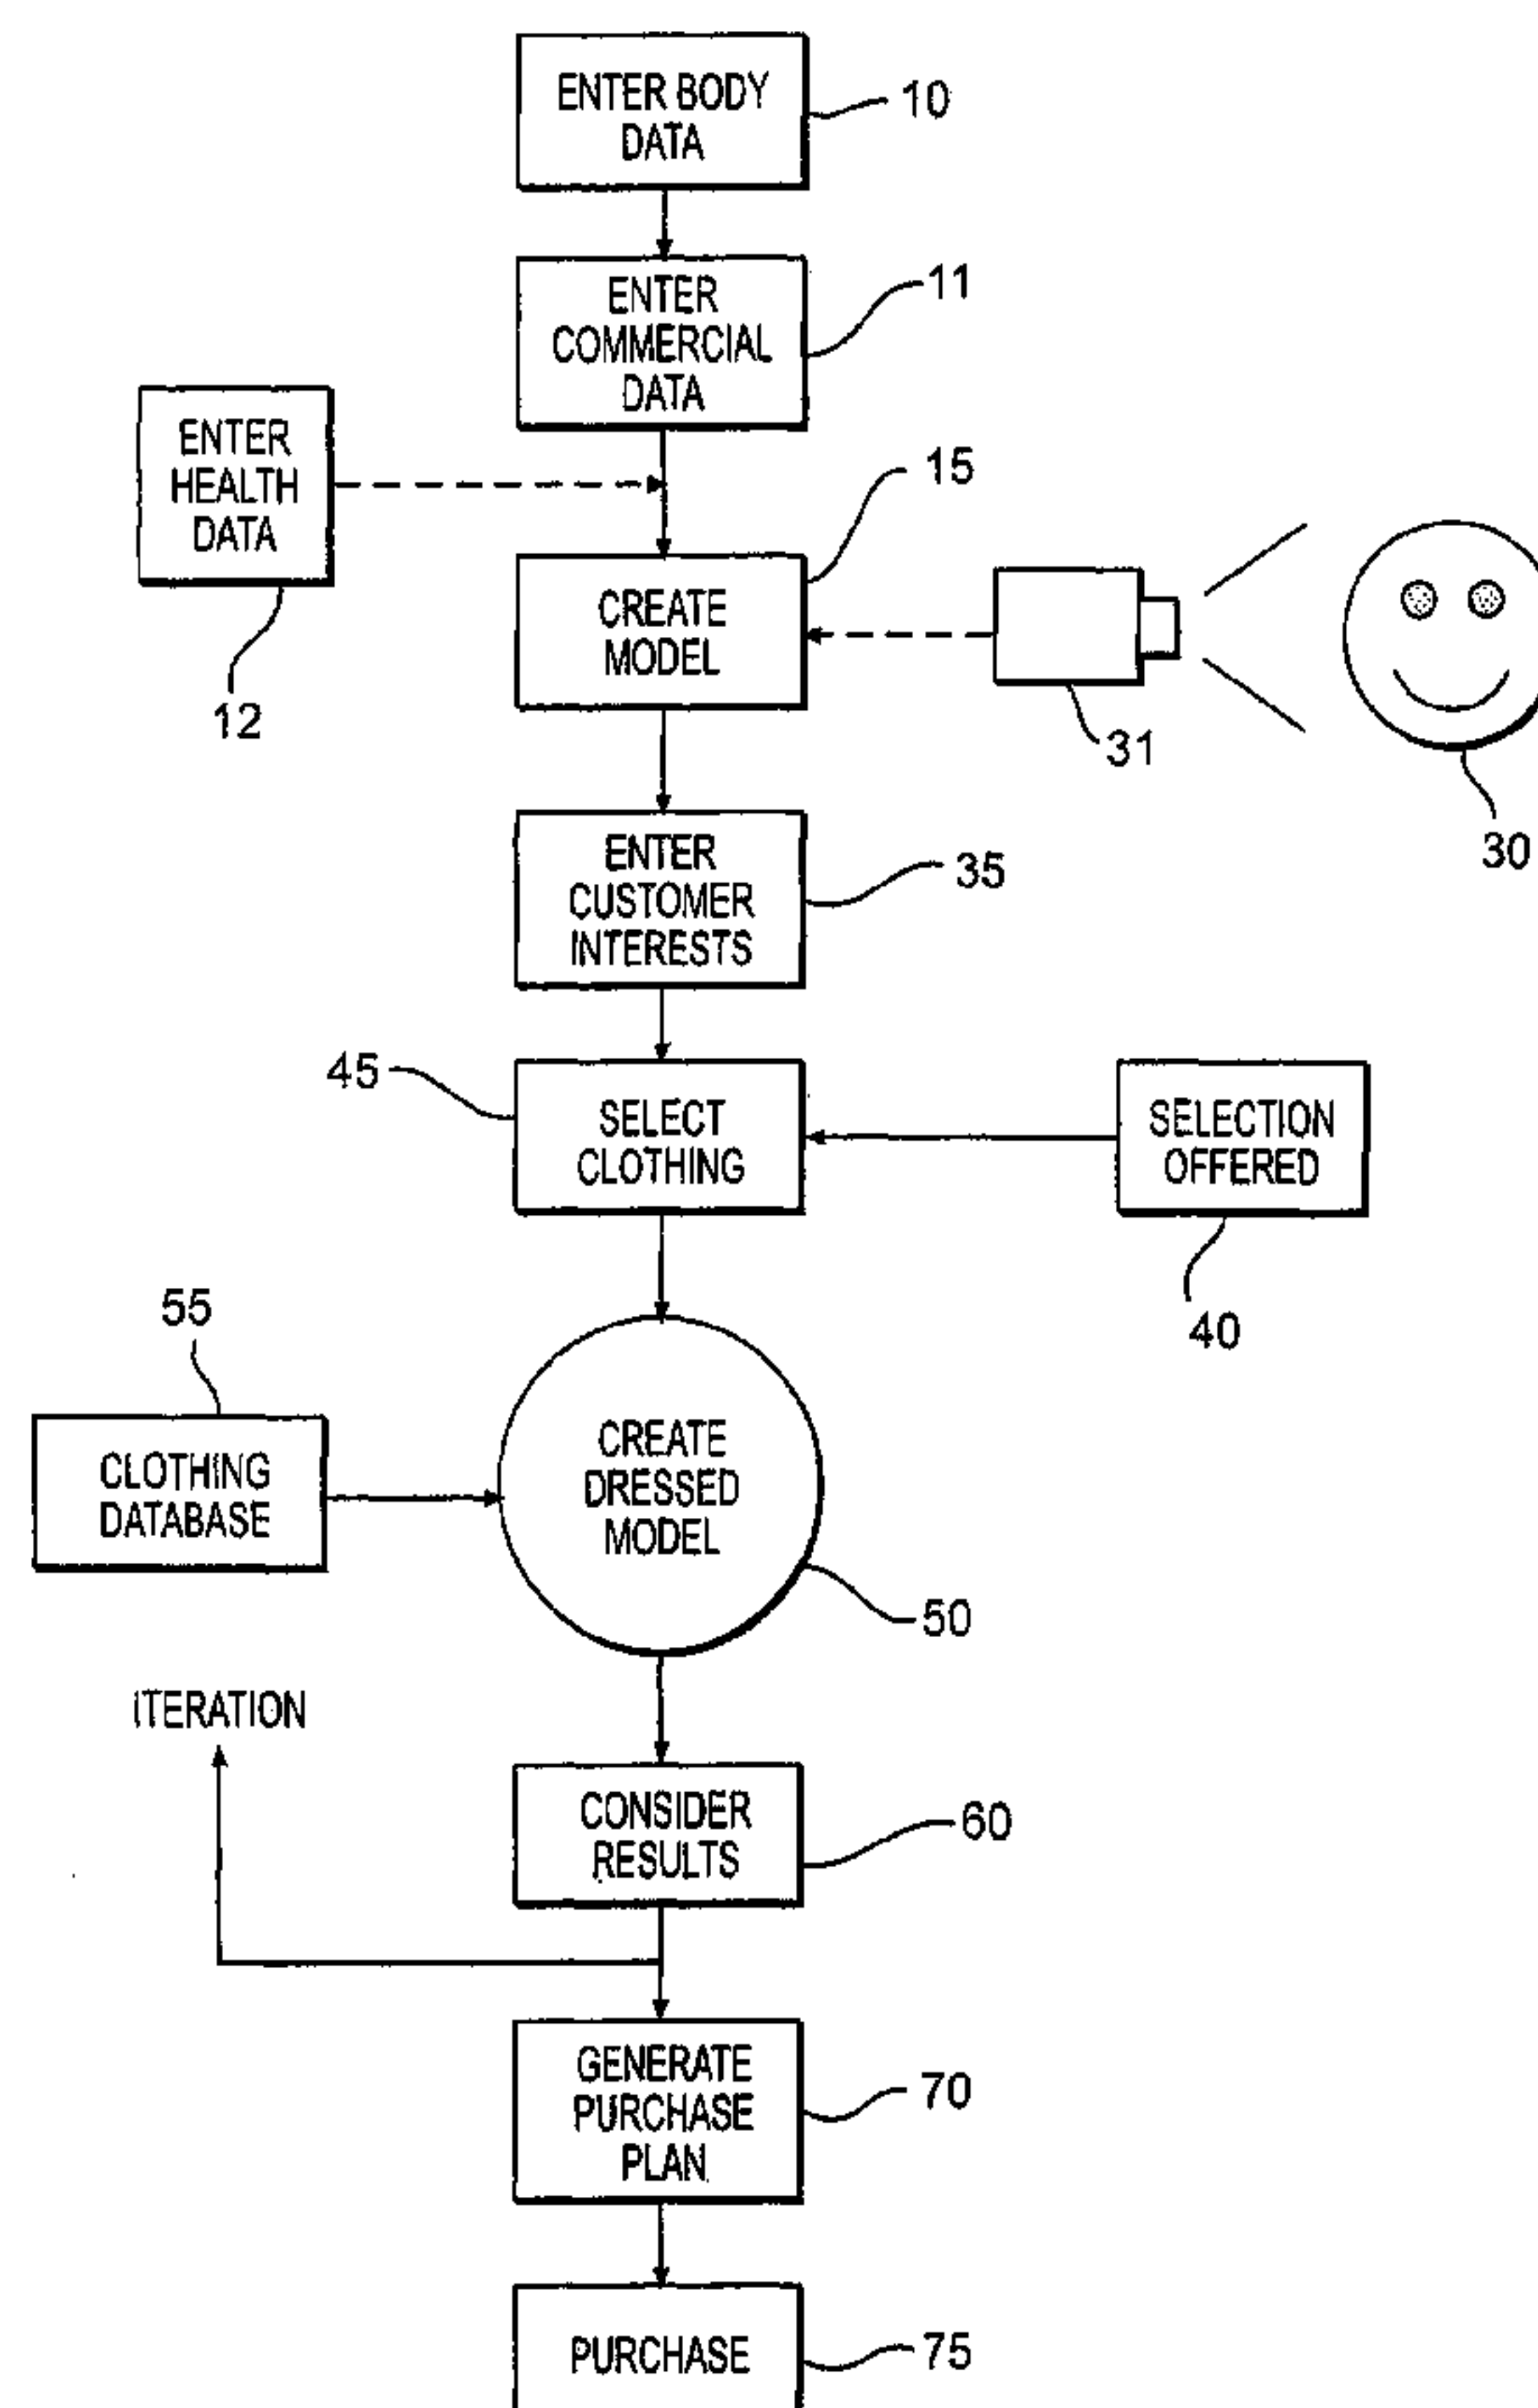 ENTER BODY
DATA
10
ENTER
COMMERCIAL
DATA
11
ENTER
HEALTH
DATA
12
15
CREATE
MODEL
31
30
ENTER
CUSTOMER
INTERESTS
35
45
SELECT
CLOTHING
SELECTION
OFFERED
40
55
CLOTHING
DATABASE
CREATE
DRESSED
MODEL
50
ITERATION
CONSIDER
RESULTS
60
GENERATE
PURCHASE
PLAN
70
PURCHASE
75